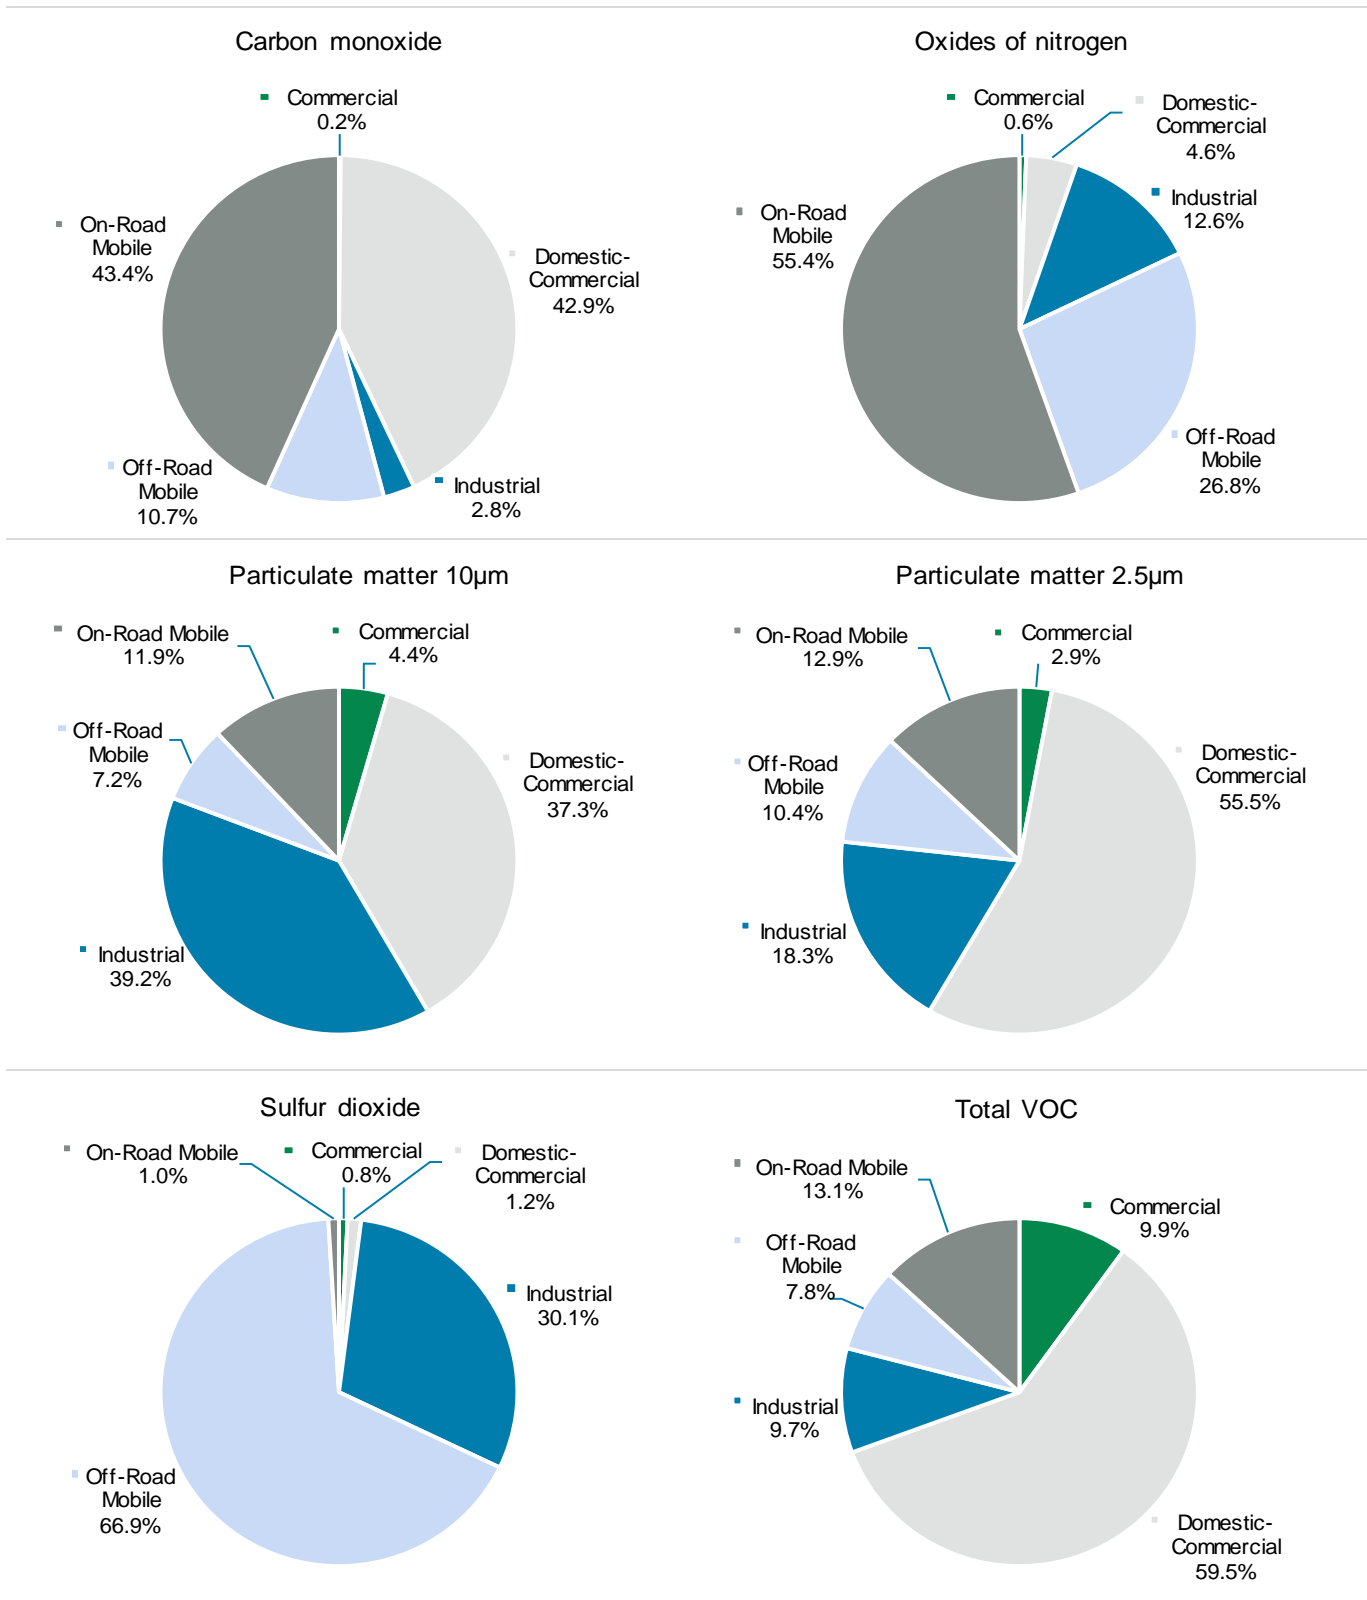 Carbon monoxide
Commercial
0.2%
On-Road
Mobile
43.4%
Domestic-
Commercial
42.9%
Off-Road
Mobile
10.7%
Industrial
2.8%
Oxides of nitrogen
Commercial
0.6%
Domestic-
Commercial
4.6%
Industrial
12.6%
On-Road
Mobile
55.4%
Off-Road
Mobile
26.8%
Particulate matter 10µm
On-Road Mobile
11.9%
Commercial
4.4%
Off-Road
Mobile
7.2%
Domestic-
Commercial
37.3%
Industrial
39.2%
Particulate matter 2.5µm
On-Road Mobile
12.9%
Commercial
2.9%
Off-Road
Mobile
10.4%
Domestic-
Commercial
55.5%
Industrial
18.3%
Sulfur dioxide
On-Road Mobile
1.0%
Commercial
0.8%
Domestic-
Commercial
1.2%
Industrial
30.1%
Off-Road
Mobile
66.9%
Total VOC
On-Road Mobile
13.1%
Commercial
9.9%
Off-Road
Mobile
7.8%
Industrial
9.7%
Domestic-
Commercial
59.5%